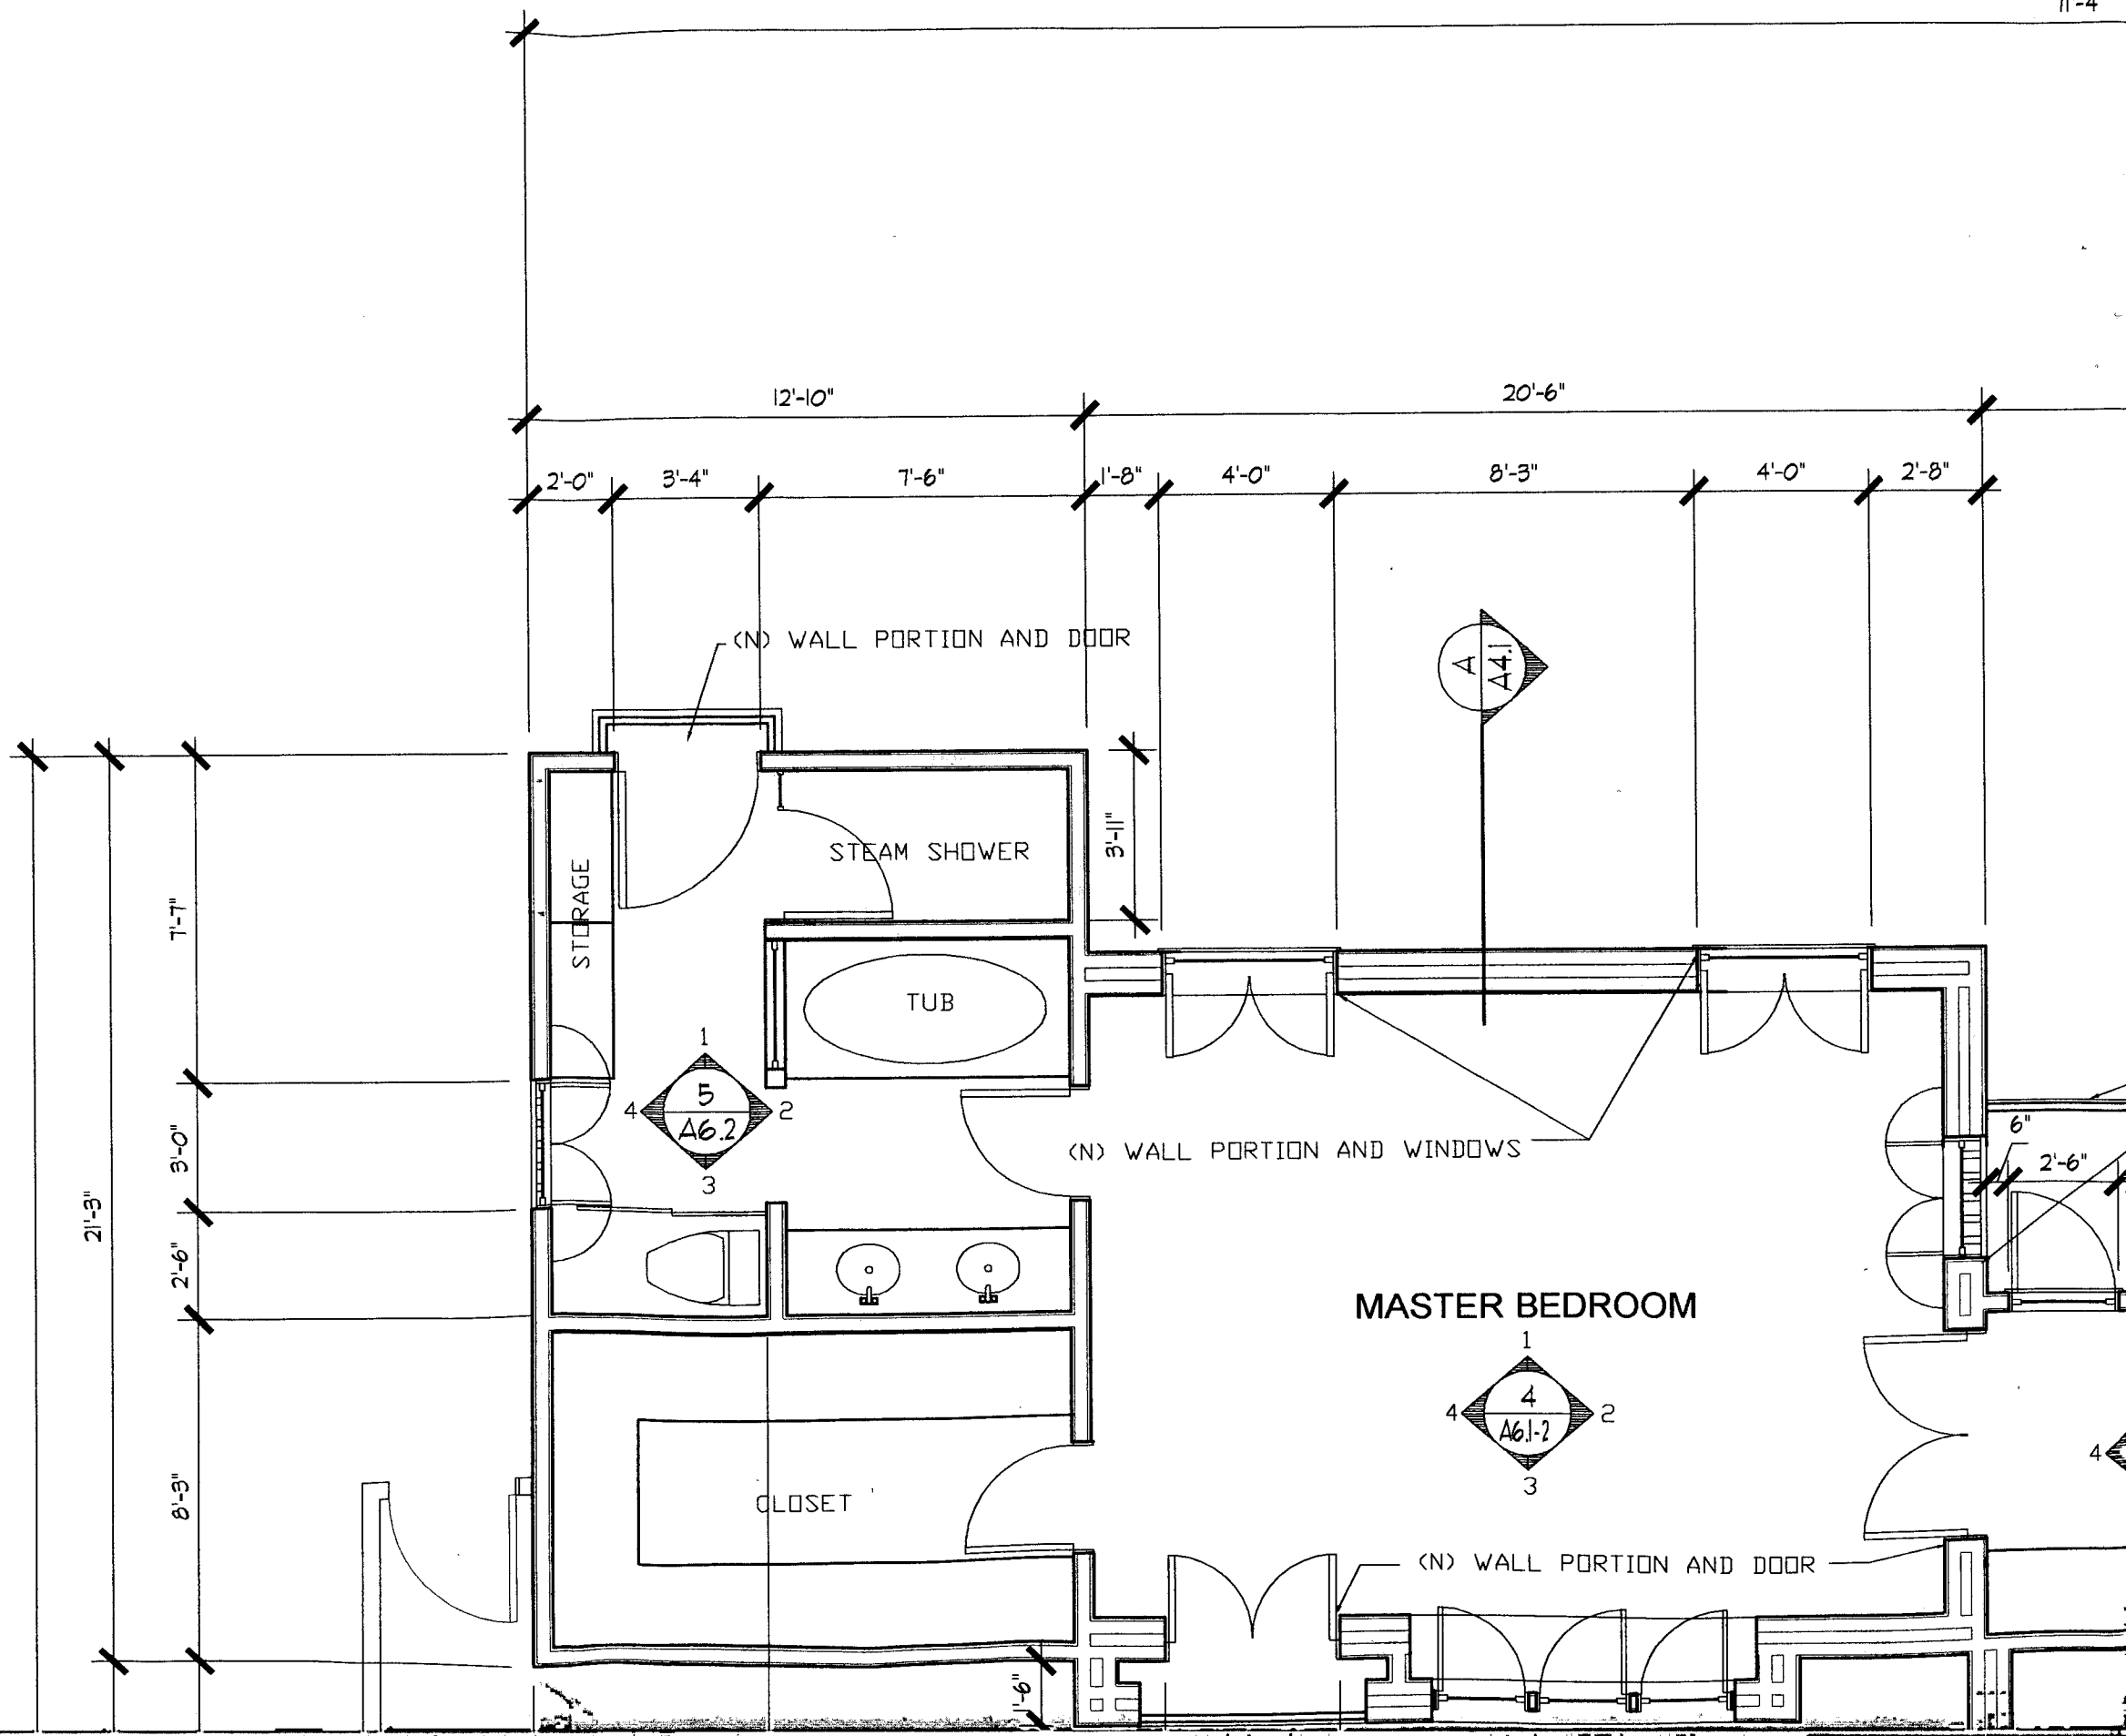 11'-4
12'-10"
20'-6"
2'-0"
3'-4"
7'-6"
1'-8"
4'-0"
8'-3"
4'-0"
2'-8"
(N) WALL PORTION AND DOOR
A
A4.1
3'-11"
STEAM SHOWER
STORAGE
7'-7"
TUB
1
5
4
2
A6.2
3
(N) WALL PORTION AND WINDOWS
6"
2'-6"
3'-0"
21'-3"
2'-6"
MASTER BEDROOM
1
4
4
2
A6.1-2
3
4
8'-3"
CLOSET
(N) WALL PORTION AND DOOR
1'-6"